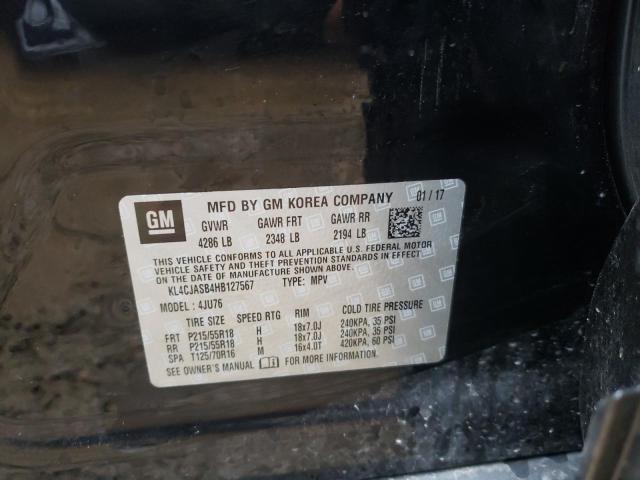 GM
MFD BY GM KOREA COMPANY 01/17
GVWR GAWR FRT GAWR RR
4286 LB 2348 LB 2194 LB
THIS VEHICLE CONFORMS TO ALL APPLICABLE U.S. FEDERAL MOTOR
VEHICLE SAFETY, BUMPER, AND THEFT PREVENTION STANDARDS IN
EFFECT ON THE DATE OF MANUFACTURE SHOWN ABOVE.
KL4CJASB4HB127567 TYPE: MPV
MODEL: 4JU76
TIRE SIZE SPEED RTG RIM COLD TIRE PRESSURE
FRT P215/55R18 H 18x7.0J 240KPA, 35 PSI
RR P215/55R18 H 18x7.0J 240KPA, 35 PSI
SPA T125/70R16 M 16x4.0T 420KPA, 60 PSI
SEE OWNER'S MANUAL FOR MORE INFORMATION.